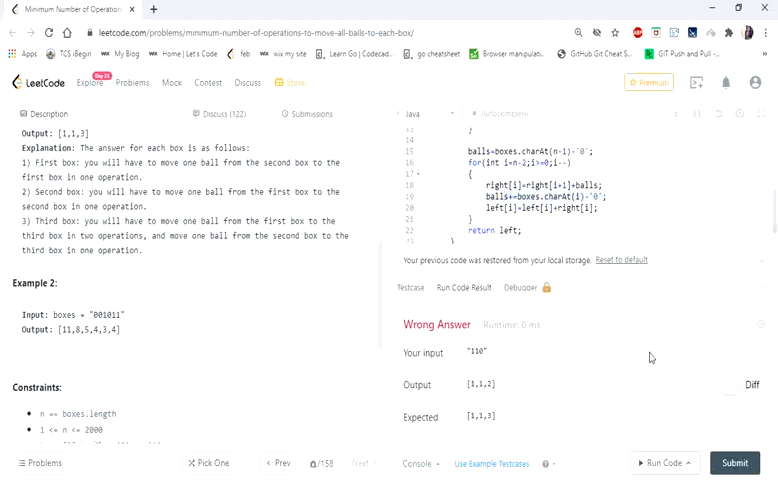 Minimum Number of Operation
leetcode.com/problems/minimum-number-of-operations-to-move-all-balls-to-each-box/
Apps TCS iBegin My Blog Home | Let's Code feb wix my site Learn Go | Codecad... go cheatsheet Browser manipulati... GitHub Git Cheat S... GIT Push and Pull -...
LeetCode Explore Day 23 Problems Mock Contest Discuss Store Premium
Description Discuss (122) Submissions
Java Autocomplete
Output: [1,1,3]
Explanation: The answer for each box is as follows:
1) First box: you will have to move one ball from the second box to the
first box in one operation.
2) Second box: you will have to move one ball from the first box to the
second box in one operation.
3) Third box: you will have to move one ball from the first box to the
third box in two operations, and move one ball from the second box to the
third box in one operation.
Example 2:
Input: boxes = "001011"
Output: [11,8,5,4,3,4]
Constraints:
n == boxes.length
1 <= n <= 2000
13 }
14
15 balls=boxes.charAt(n-1)-'0';
16 for(int i=n-2;i>=0;i--)
17 {
18 right[i]=right[i+1]+balls;
19 balls+=boxes.charAt(i)-'0';
20 left[i]=left[i]+right[i];
21 }
22 return left;
}
Your previous code was restored from your local storage. Reset to default
Testcase Run Code Result Debugger
Wrong Answer Runtime: 0 ms
Your input "110"
Output [1,1,2]
Diff
Expected [1,1,3]
Problems Pick One Prev /158 Next
Console Use Example Testcases Run Code Submit